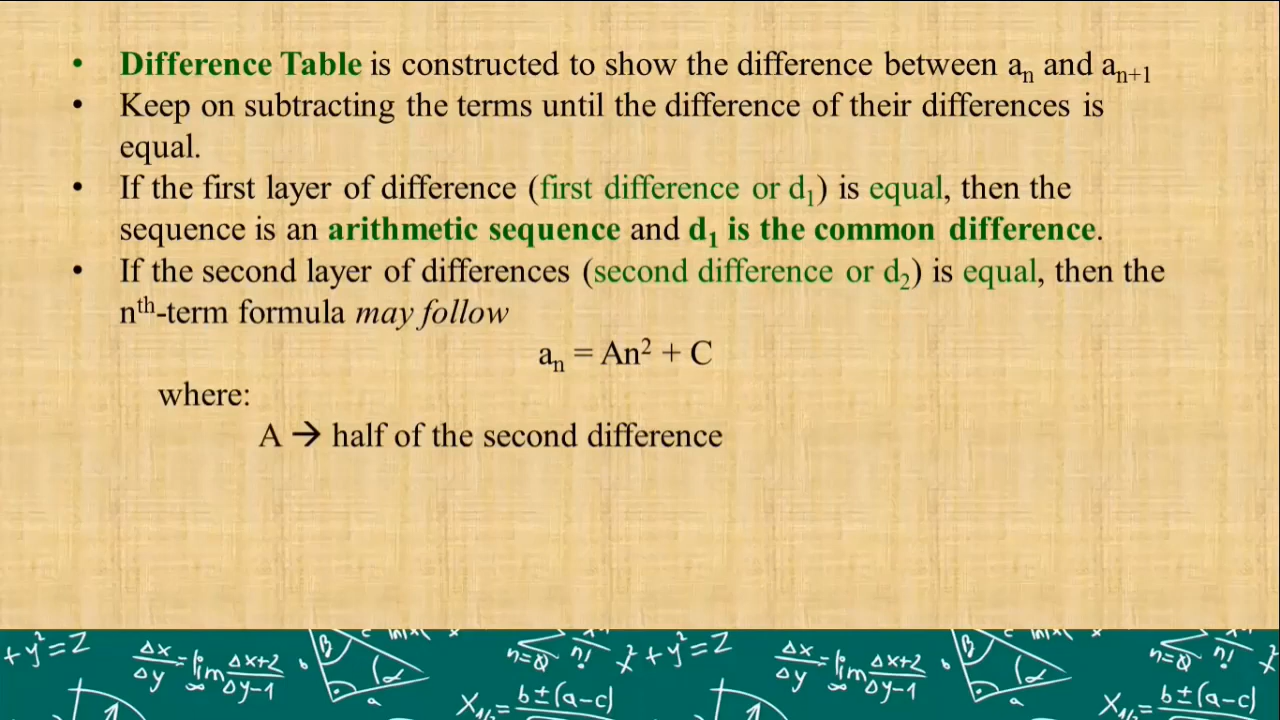 • Difference Table is constructed to show the difference between aₙ and aₙ₊₁
• Keep on subtracting the terms until the difference of their differences is
equal.
• If the first layer of difference (first difference or d₁) is equal, then the
sequence is an arithmetic sequence and d₁ is the common difference.
• If the second layer of differences (second difference or d₂) is equal, then the
nᵗʰ-term formula may follow
aₙ = An² + C
where:
A → half of the second difference